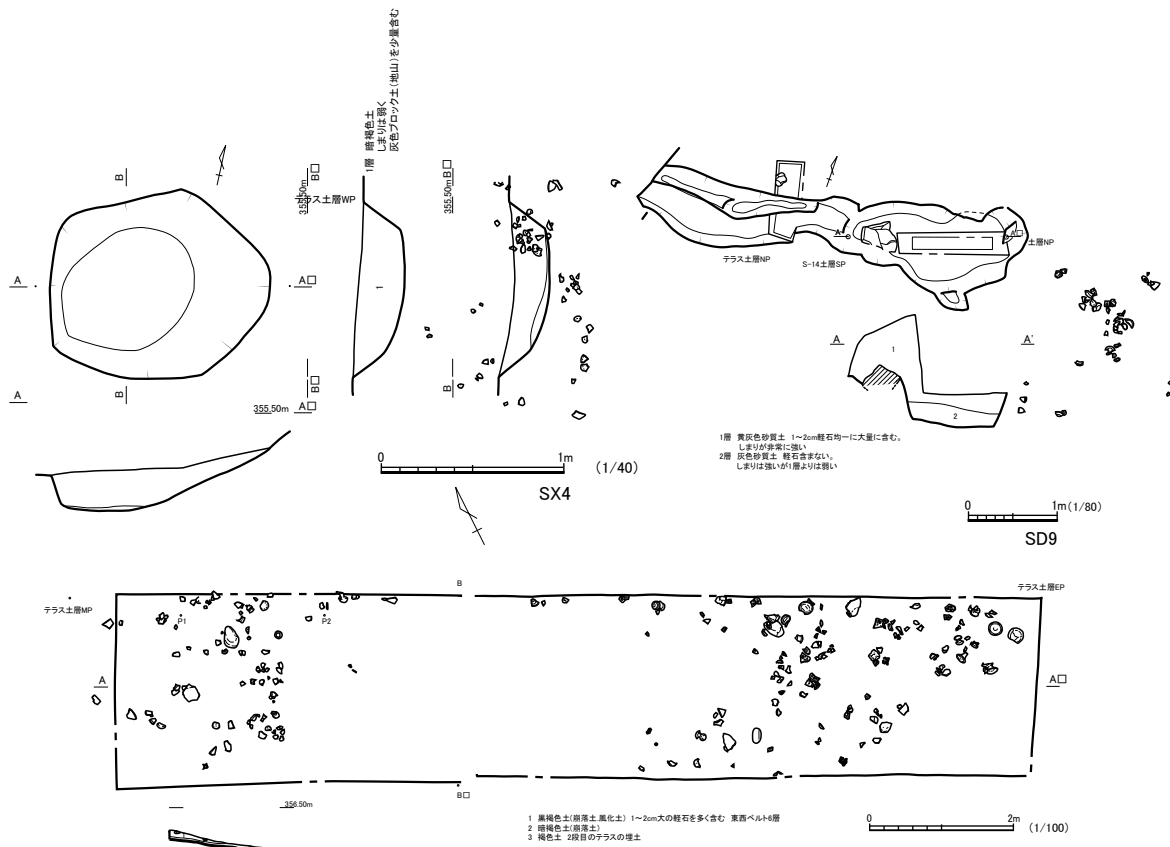 1層 暗褐色土
しまりは弱く
灰色ブロック土(地山)を少量含む
B
B□
355.50m
テラス土層WP
B□
355.50m
A
A□
1
B
B□
B
A
A□
355.50m
0 1m (1/40)
SX4
テラス土層NP
S-14土層SP
A
A□
土層NP
A
A'
1
2
1層 黄灰色砂質土 1~2cm軽石均一に大量に含む。
しまりが非常に強い
2層 灰色砂質土 軽石含まない。
しまりは強いが1層よりは弱い
0 1m(1/80)
SD9
テラス土層MP
B
テラス土層EP
P1
P2
A
A□
B□
356.50m
1 黒褐色土(崩落土.風化土) 1~2cm大の軽石を多く含む 東西ベルト6層
2 暗褐色土(崩落土)
3 褐色土 2段目のテラスの埋土
0 2m (1/100)